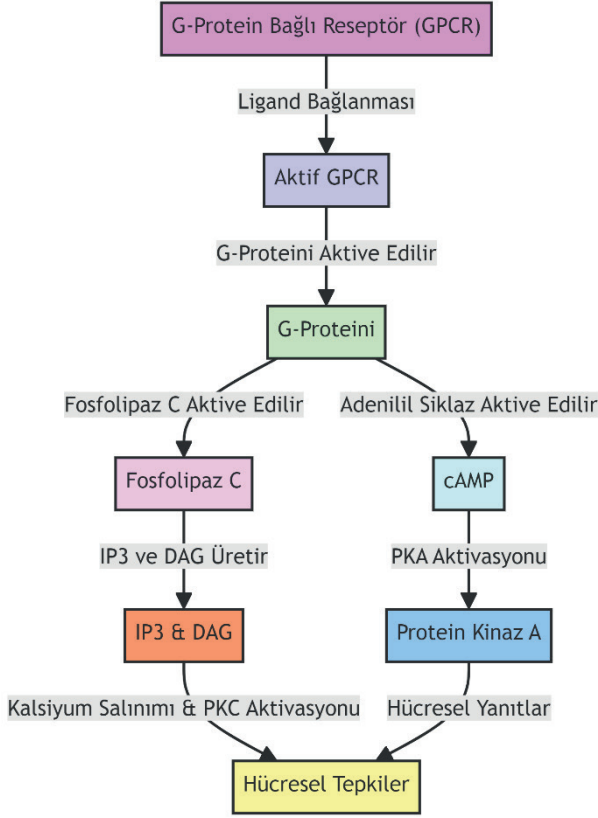 G-Protein Bağlı Reseptör (GPCR)
Ligand Bağlanması
Aktif GPCR
G-Proteini Aktive Edilir
G-Proteini
Fosfolipaz C Aktive Edilir
Adenilil Siklaz Aktive Edilir
Fosfolipaz C
cAMP
IP3 ve DAG Üretir
PKA Aktivasyonu
IP3 & DAG
Protein Kinaz A
Kalsiyum Salınımı & PKC Aktivasyonu
Hücresel Yanıtlar
Hücresel Tepkiler